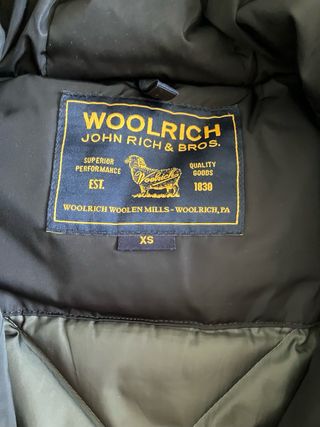 WOOLRICH
JOHN RICH & BROS.
SUPERIOR PERFORMANCE
QUALITY GOODS
Woolrich
EST. 1830
WOOLRICH WOOLEN MILLS - WOOLRICH, PA
XS